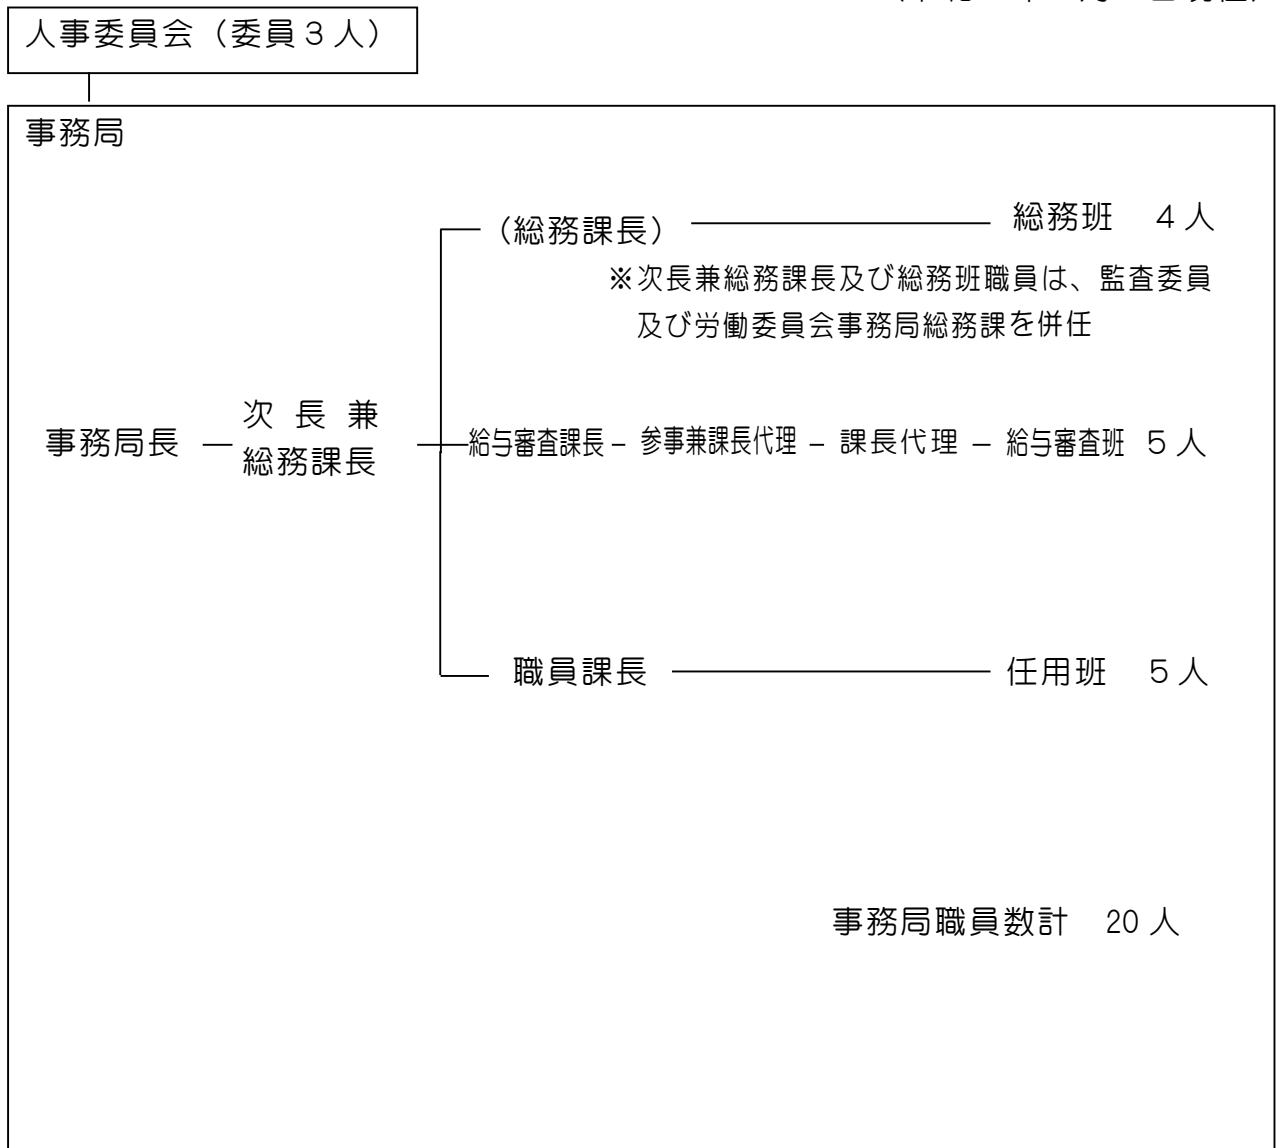 人事委員会（委員３人）
事務局
（総務課長） 総務班　４人
※次長兼総務課長及び総務班職員は、監査委員
及び労働委員会事務局総務課を併任
事務局長
次長兼
総務課長
給与審査課長 － 参事兼課長代理 － 課長代理 － 給与審査班　５人
職員課長 任用班　５人
事務局職員数計　20人